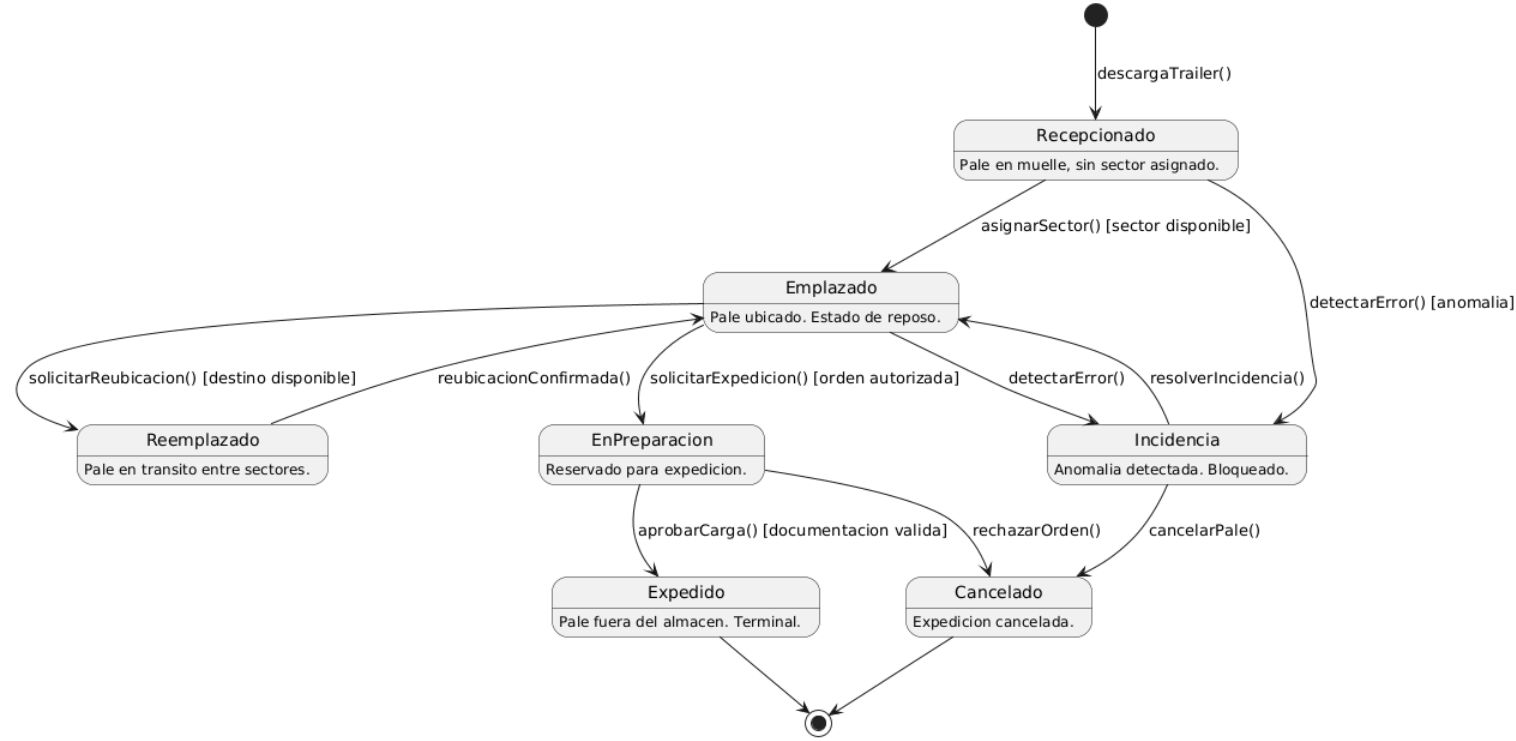 descargaTrailer()
Recepcionado
Pale en muelle, sin sector asignado.
asignarSector() [sector disponible]
Emplazado
Pale ubicado. Estado de reposo.
detectarError() [anomalia]
solicitarReubicacion() [destino disponible]
reubicacionConfirmada()
solicitarExpedicion() [orden autorizada]
detectarError()
resolverIncidencia()
Reemplazado
Pale en transito entre sectores.
EnPreparacion
Reservado para expedicion.
Incidencia
Anomalia detectada. Bloqueado.
aprobarCarga() [documentacion valida]
rechazarOrden()
cancelarPale()
Expedido
Pale fuera del almacen. Terminal.
Cancelado
Expedicion cancelada.